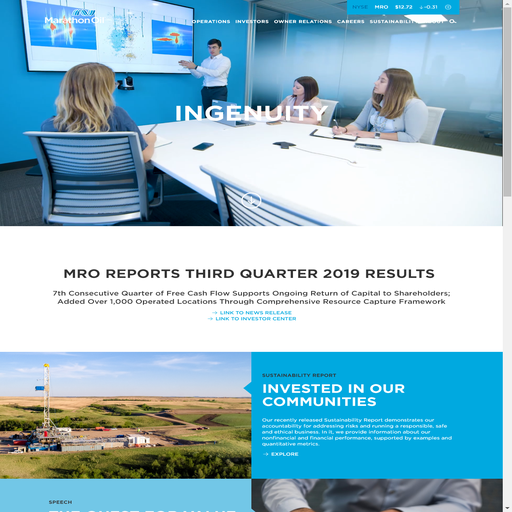 NYSE MRO $12.72 -0.31
Marathon Oil
OPERATIONS INVESTORS OWNER RELATIONS CAREERS
INGENUITY
MRO REPORTS THIRD QUARTER 2019 RESULTS
7th Consecutive Quarter of Free Cash Flow Supports Ongoing Return of Capital to Shareholders;
Added Over 1,000 Operated Locations Through Comprehensive Resource Capture Framework
LINK TO NEWS RELEASE
LINK TO INVESTOR CENTER
SUSTAINABILITY REPORT
INVESTED IN OUR
COMMUNITIES
Our recently released Sustainability Report demonstrates our
accountability for addressing risks and running a responsible, safe
and ethical business. In it, we provide information about our
nonfinancial and financial performance, supported by examples and
quantitative metrics.
EXPLORE
SPEECH